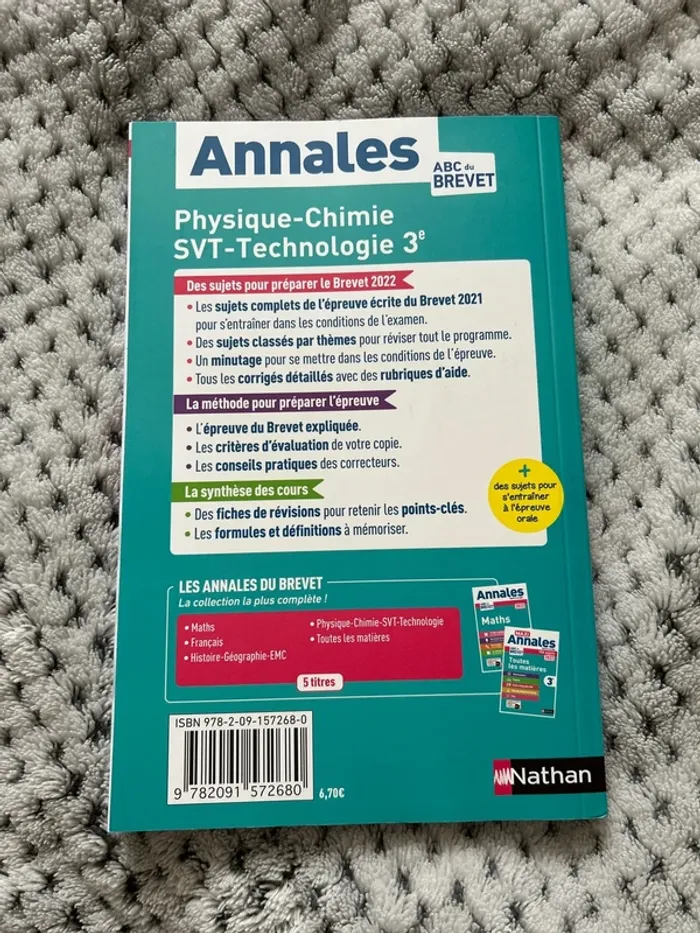 Annales
ABC du
BREVET
Physique-Chimie
SVT-Technologie 3e
Des sujets pour préparer le Brevet 2022
• Les sujets complets de l'épreuve écrite du Brevet 2021
pour s'entraîner dans les conditions de l'examen.
• Des sujets classés par thèmes pour réviser tout le programme.
• Un minutage pour se mettre dans les conditions de l'épreuve.
• Tous les corrigés détaillés avec des rubriques d'aide.
La méthode pour préparer l'épreuve
• L'épreuve du Brevet expliquée.
• Les critères d'évaluation de votre copie.
• Les conseils pratiques des correcteurs.
La synthèse des cours
• Des fiches de révisions pour retenir les points-clés.
• Les formules et définitions à mémoriser.
+
des sujets pour
s'entraîner
à l'épreuve
orale
LES ANNALES DU BREVET
La collection la plus complète !
• Maths
• Français
• Histoire-Géographie-EMC
• Physique-Chimie-SVT-Technologie
• Toutes les matières
5 titres
Annales
Maths
MAXI
Annales
Toutes
les matières
3e
ISBN 978-2-09-157268-0
9 782091 572680
6,70€
Nathan